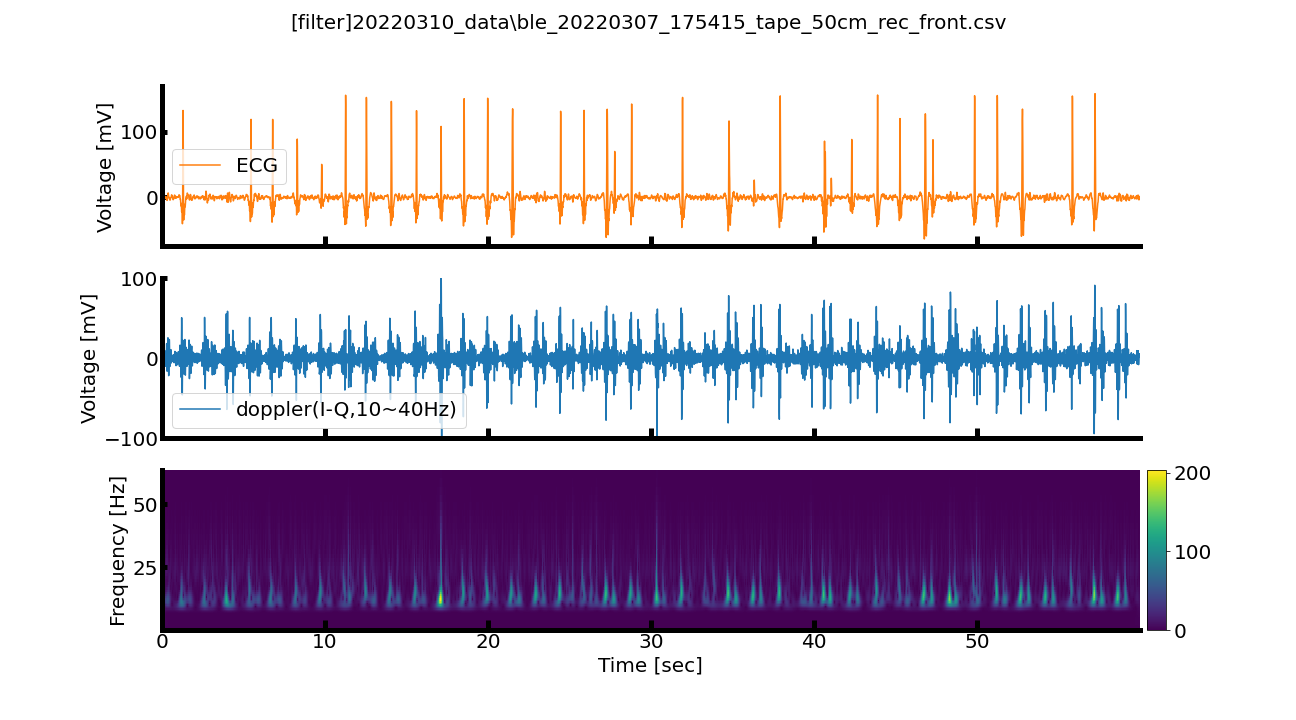 [filter]20220310_data\ble_20220307_175415_tape_50cm_rec_front.csv
Voltage [mV]
100
0
ECG
Voltage [mV]
100
0
−100
doppler(I-Q,10~40Hz)
Frequency [Hz]
50
25
200
100
0
0 10 20 30 40 50
Time [sec]